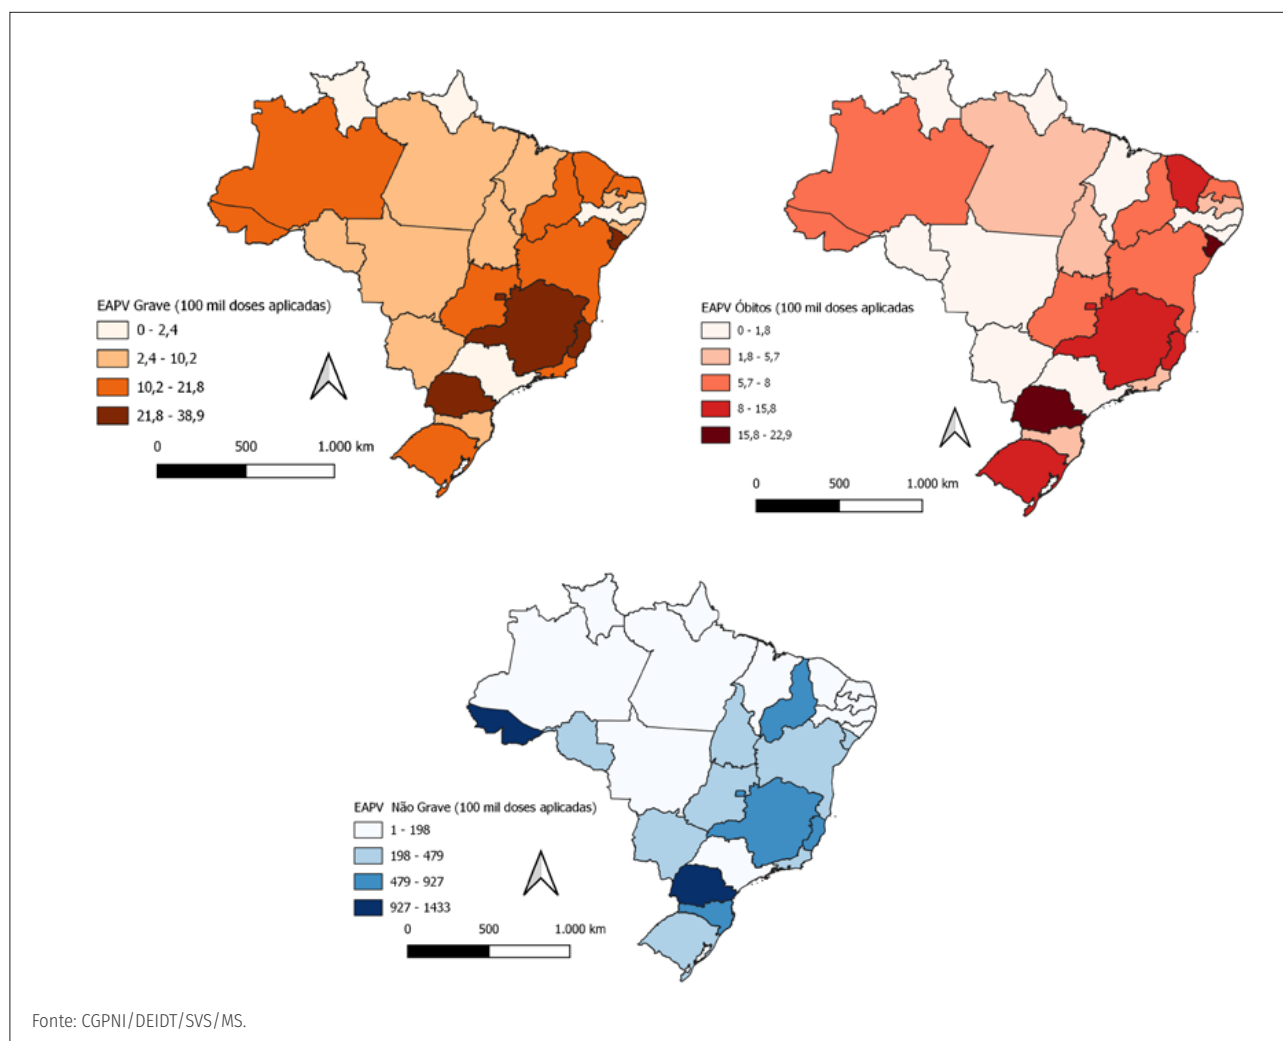 EAPV Grave (100 mil doses aplicadas)
0 - 2,4
2,4 - 10,2
10,2 - 21,8
21,8 - 38,9
0 500 1.000 km
EAPV Óbitos (100 mil doses aplicadas
0 - 1,8
1,8 - 5,7
5,7 - 8
8 - 15,8
15,8 - 22,9
0 500 1.000 km
EAPV Não Grave (100 mil doses aplicadas)
1 - 198
198 - 479
479 - 927
927 - 1433
0 500 1.000 km
Fonte: CGPNI/DEIDT/SVS/MS.